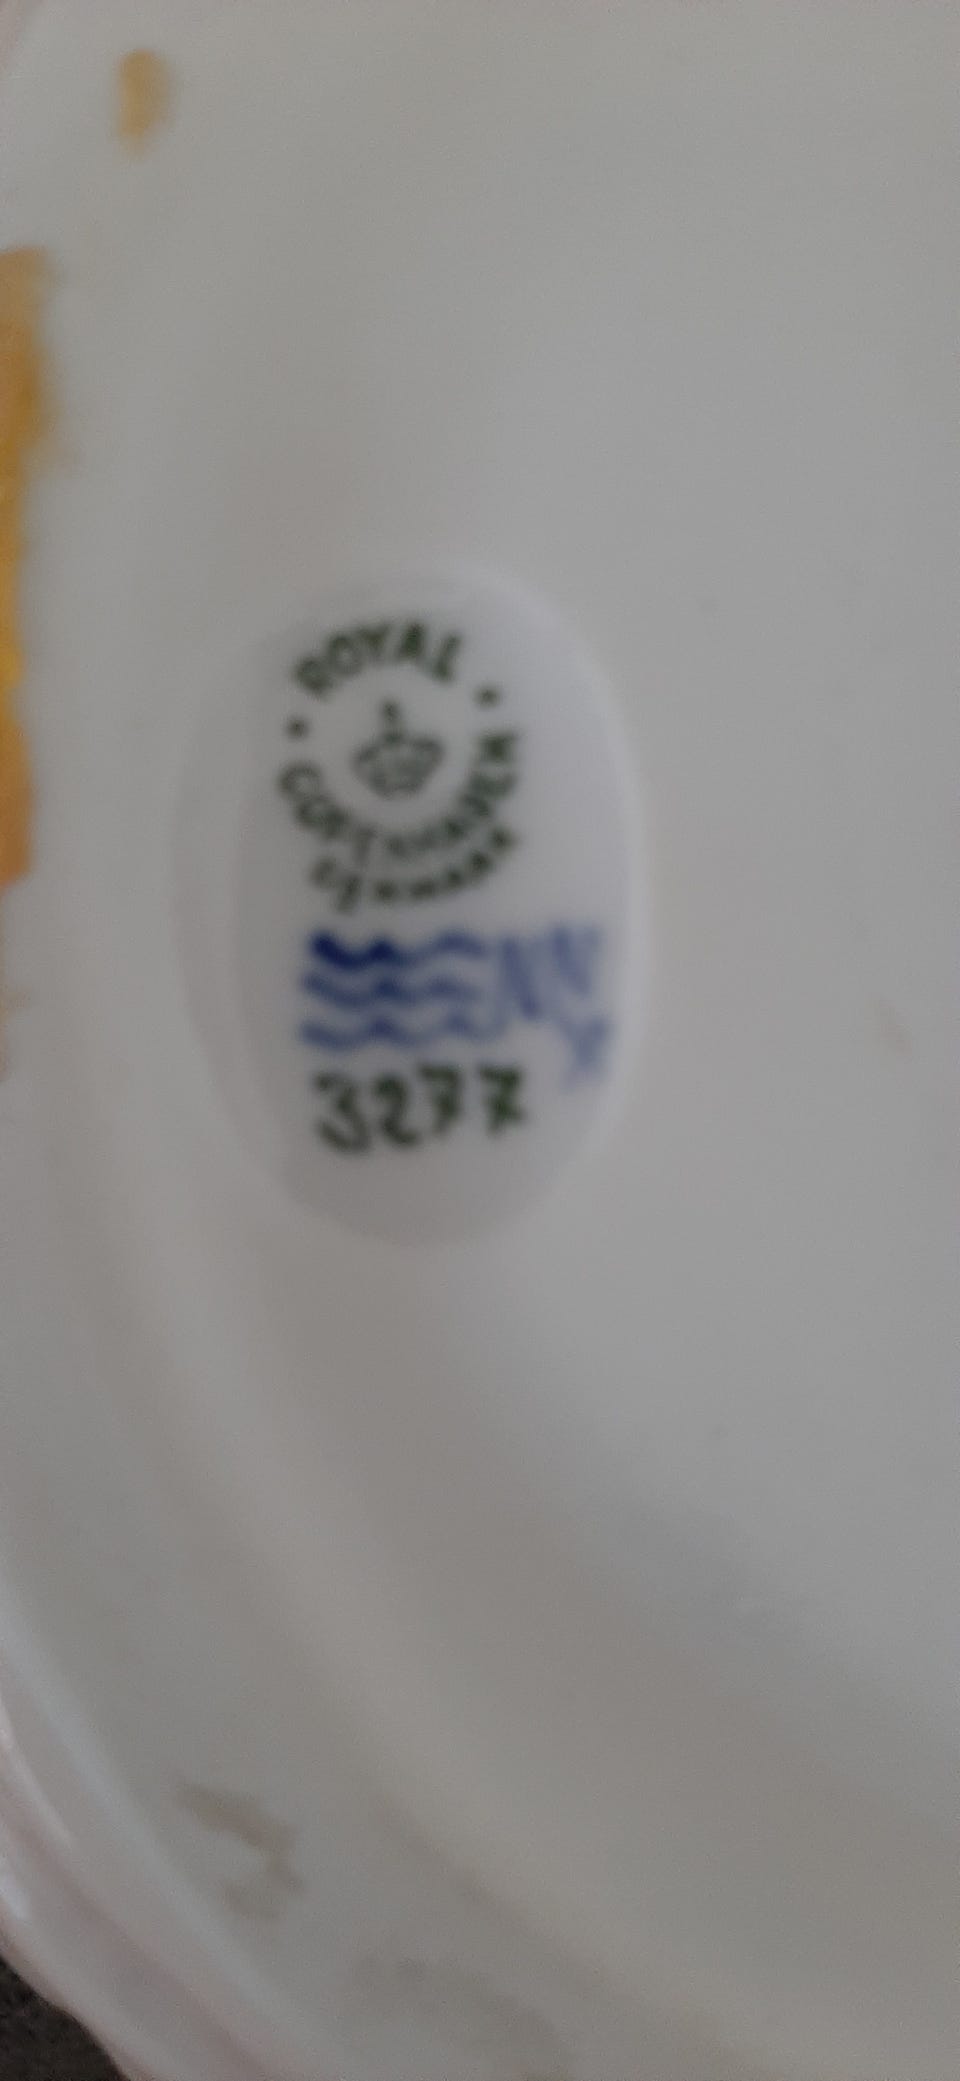 ROYAL
COPENHAGEN
DENMARK
3277